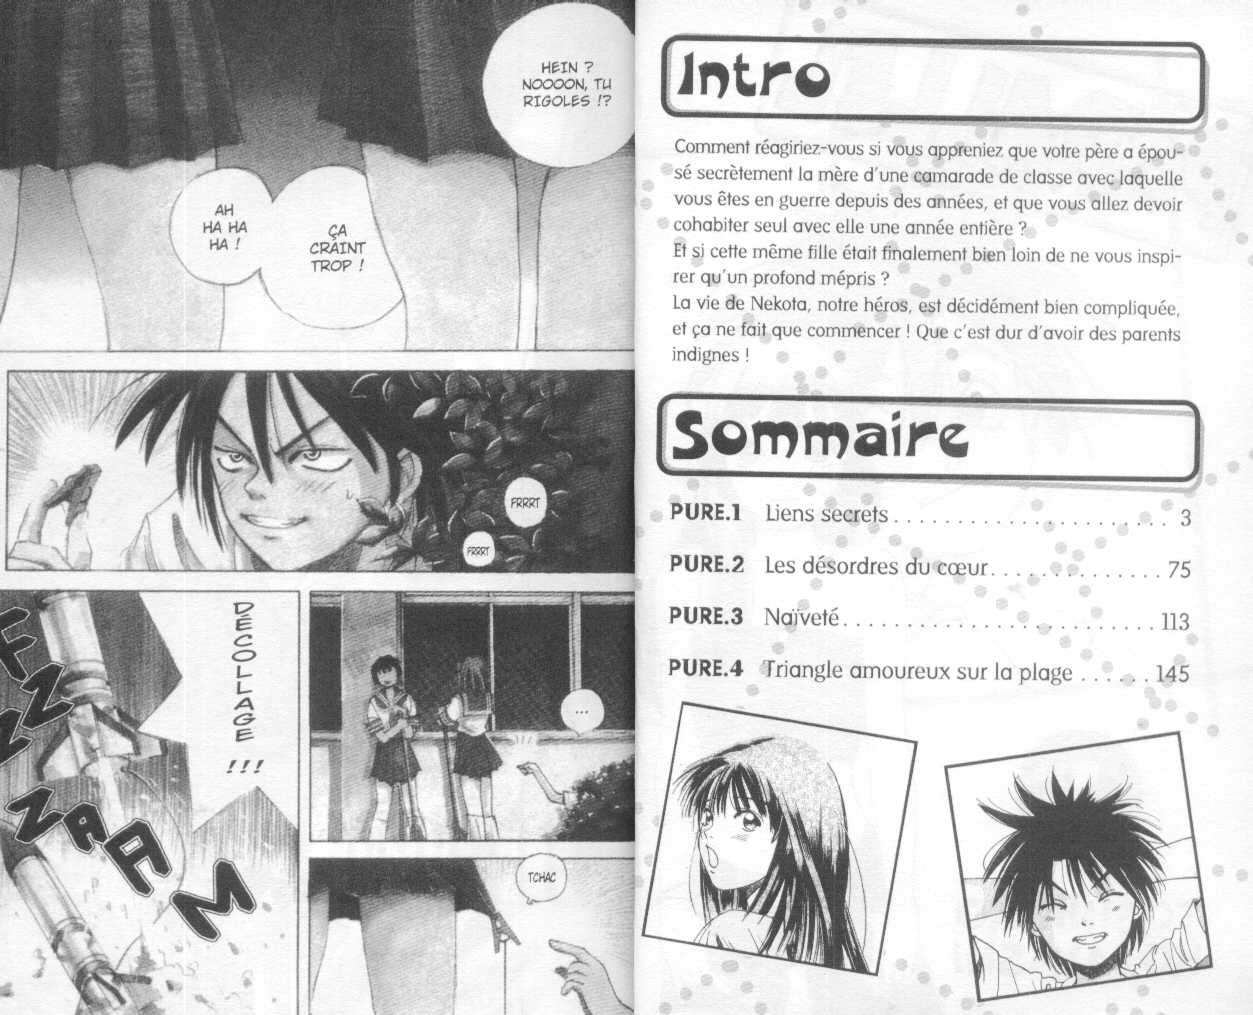 HEIN ?
NOOOON, TU
RIGOLES !?
AH
HA HA
HA !
ÇA
CRAINT
TROP !
FRRRT
FRRRT
DÉCOLLAGE !!!
FZZZZAAAM
...
TCHAC
Intro
Comment réagiriez-vous si vous appreniez que votre père a épou-
sé secrètement la mère d'une camarade de classe avec laquelle
vous êtes en guerre depuis des années, et que vous allez devoir
cohabiter seul avec elle une année entière ?
Et si cette même fille était finalement bien loin de ne vous inspi-
rer qu'un profond mépris ?
La vie de Nekota, notre héros, est décidément bien compliquée,
et ça ne fait que commencer ! Que c'est dur d'avoir des parents
indignes !
Sommaire
PURE.1 Liens secrets . . . . . . . . . . . . . . . . . . . . . . 3
PURE.2 Les désordres du cœur. . . . . . . . . . . . . . 75
PURE.3 Naïveté. . . . . . . . . . . . . . . . . . . . . . . . . 113
PURE.4 Triangle amoureux sur la plage . . . . . . 145